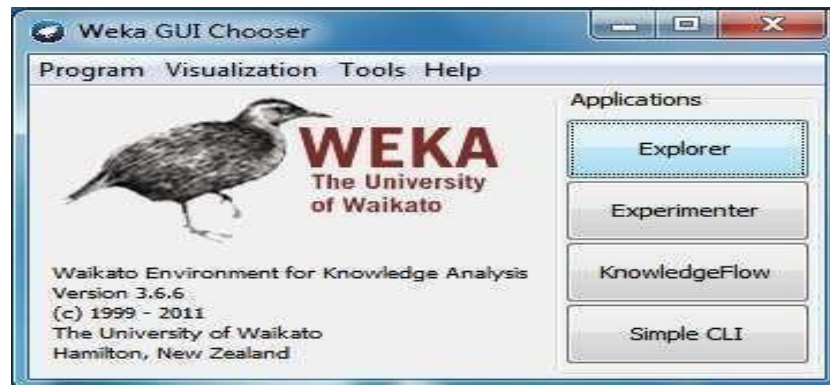 Weka GUI Chooser
Program Visualization Tools Help
WEKA
The University
of Waikato
Waikato Environment for Knowledge Analysis
Version 3.6.6
(c) 1999 - 2011
The University of Waikato
Hamilton, New Zealand
Applications
Explorer
Experimenter
KnowledgeFlow
Simple CLI